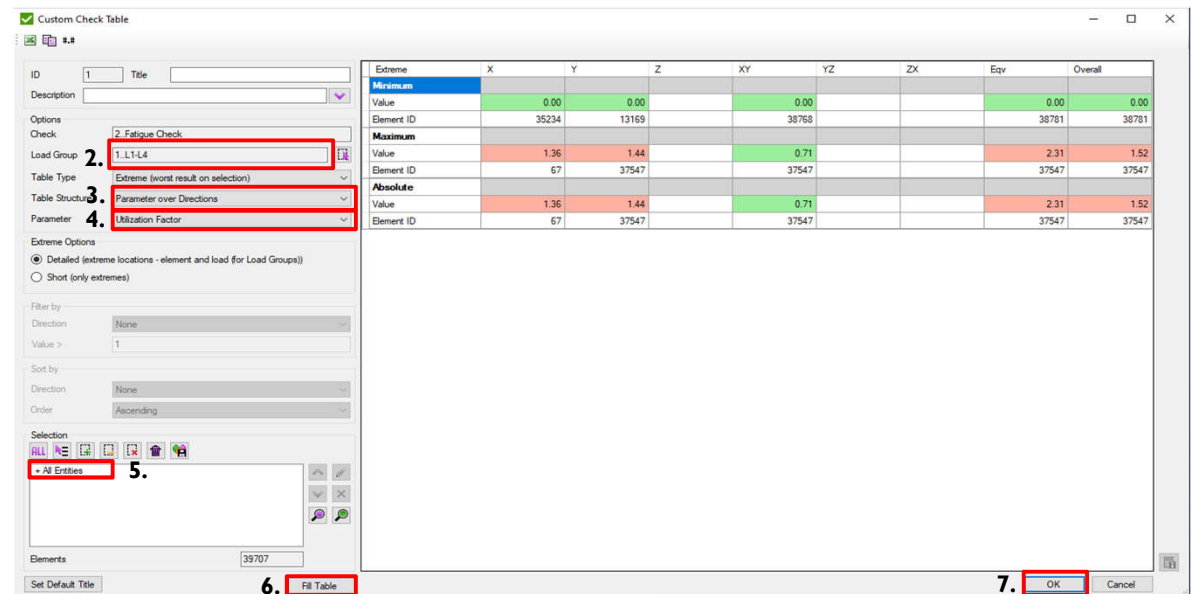 Custom Check Table
#.#
ID 1 Title
Description
Options
Check 2..Fatigue Check
2. Load Group 1..L1-L4
Table Type Extreme (worst result on selection)
3. Table Structure Parameter over Directions
4. Parameter Utilization Factor
Extreme Options
Detailed (extreme locations - element and load (for Load Groups))
Short (only extremes)
Filter by
Direction None
Value > 1
Sort by
Direction None
Order Ascending
Selection
ALL
+ All Entities 5.
Elements 39707
Set Default Title 6. Fill Table
Extreme X Y Z XY YZ ZX Eqv Overall
Minimum
Value 0.00 0.00 0.00 0.00 0.00
Element ID 35234 13169 38768 38781 38781
Maximum
Value 1.36 1.44 0.71 2.31 1.52
Element ID 67 37547 37547 37547 37547
Absolute
Value 1.36 1.44 0.71 2.31 1.52
Element ID 67 37547 37547 37547 37547
7. OK Cancel